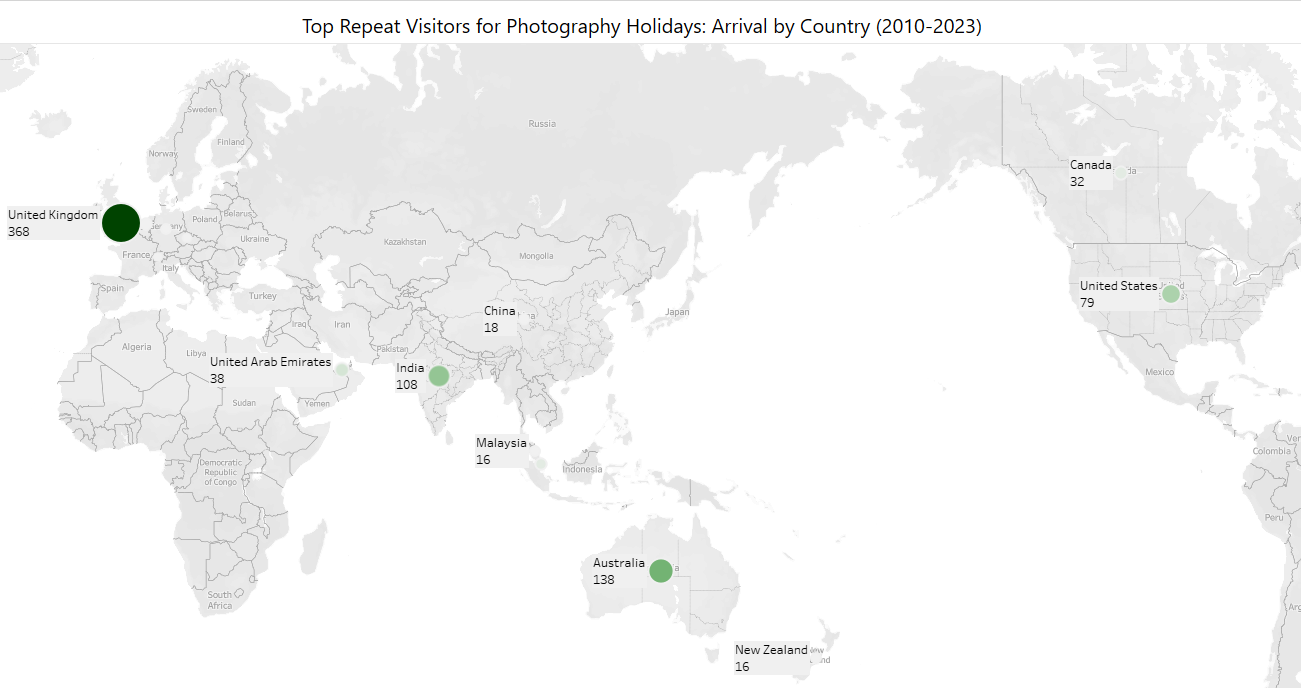 Top Repeat Visitors for Photography Holidays: Arrival by Country (2010-2023)
Sweden
Russia
Finland
Norway
Canada
32
United Kingdom
368
Poland
Belarus
Ukraine
Kazakhstan
France
Mongolia
Italy
Spain
United States
79
Turkey
China
18
Japan
Iraq
Iran
Algeria
Libya
Pakistan
United Arab Emirates
38
India
108
Mexico
Sudan
Yemen
Malaysia
16
Colombia
Democratic
Republic
of Congo
Indonesia
Peru
Australia
138
South
Africa
New Zealand
16